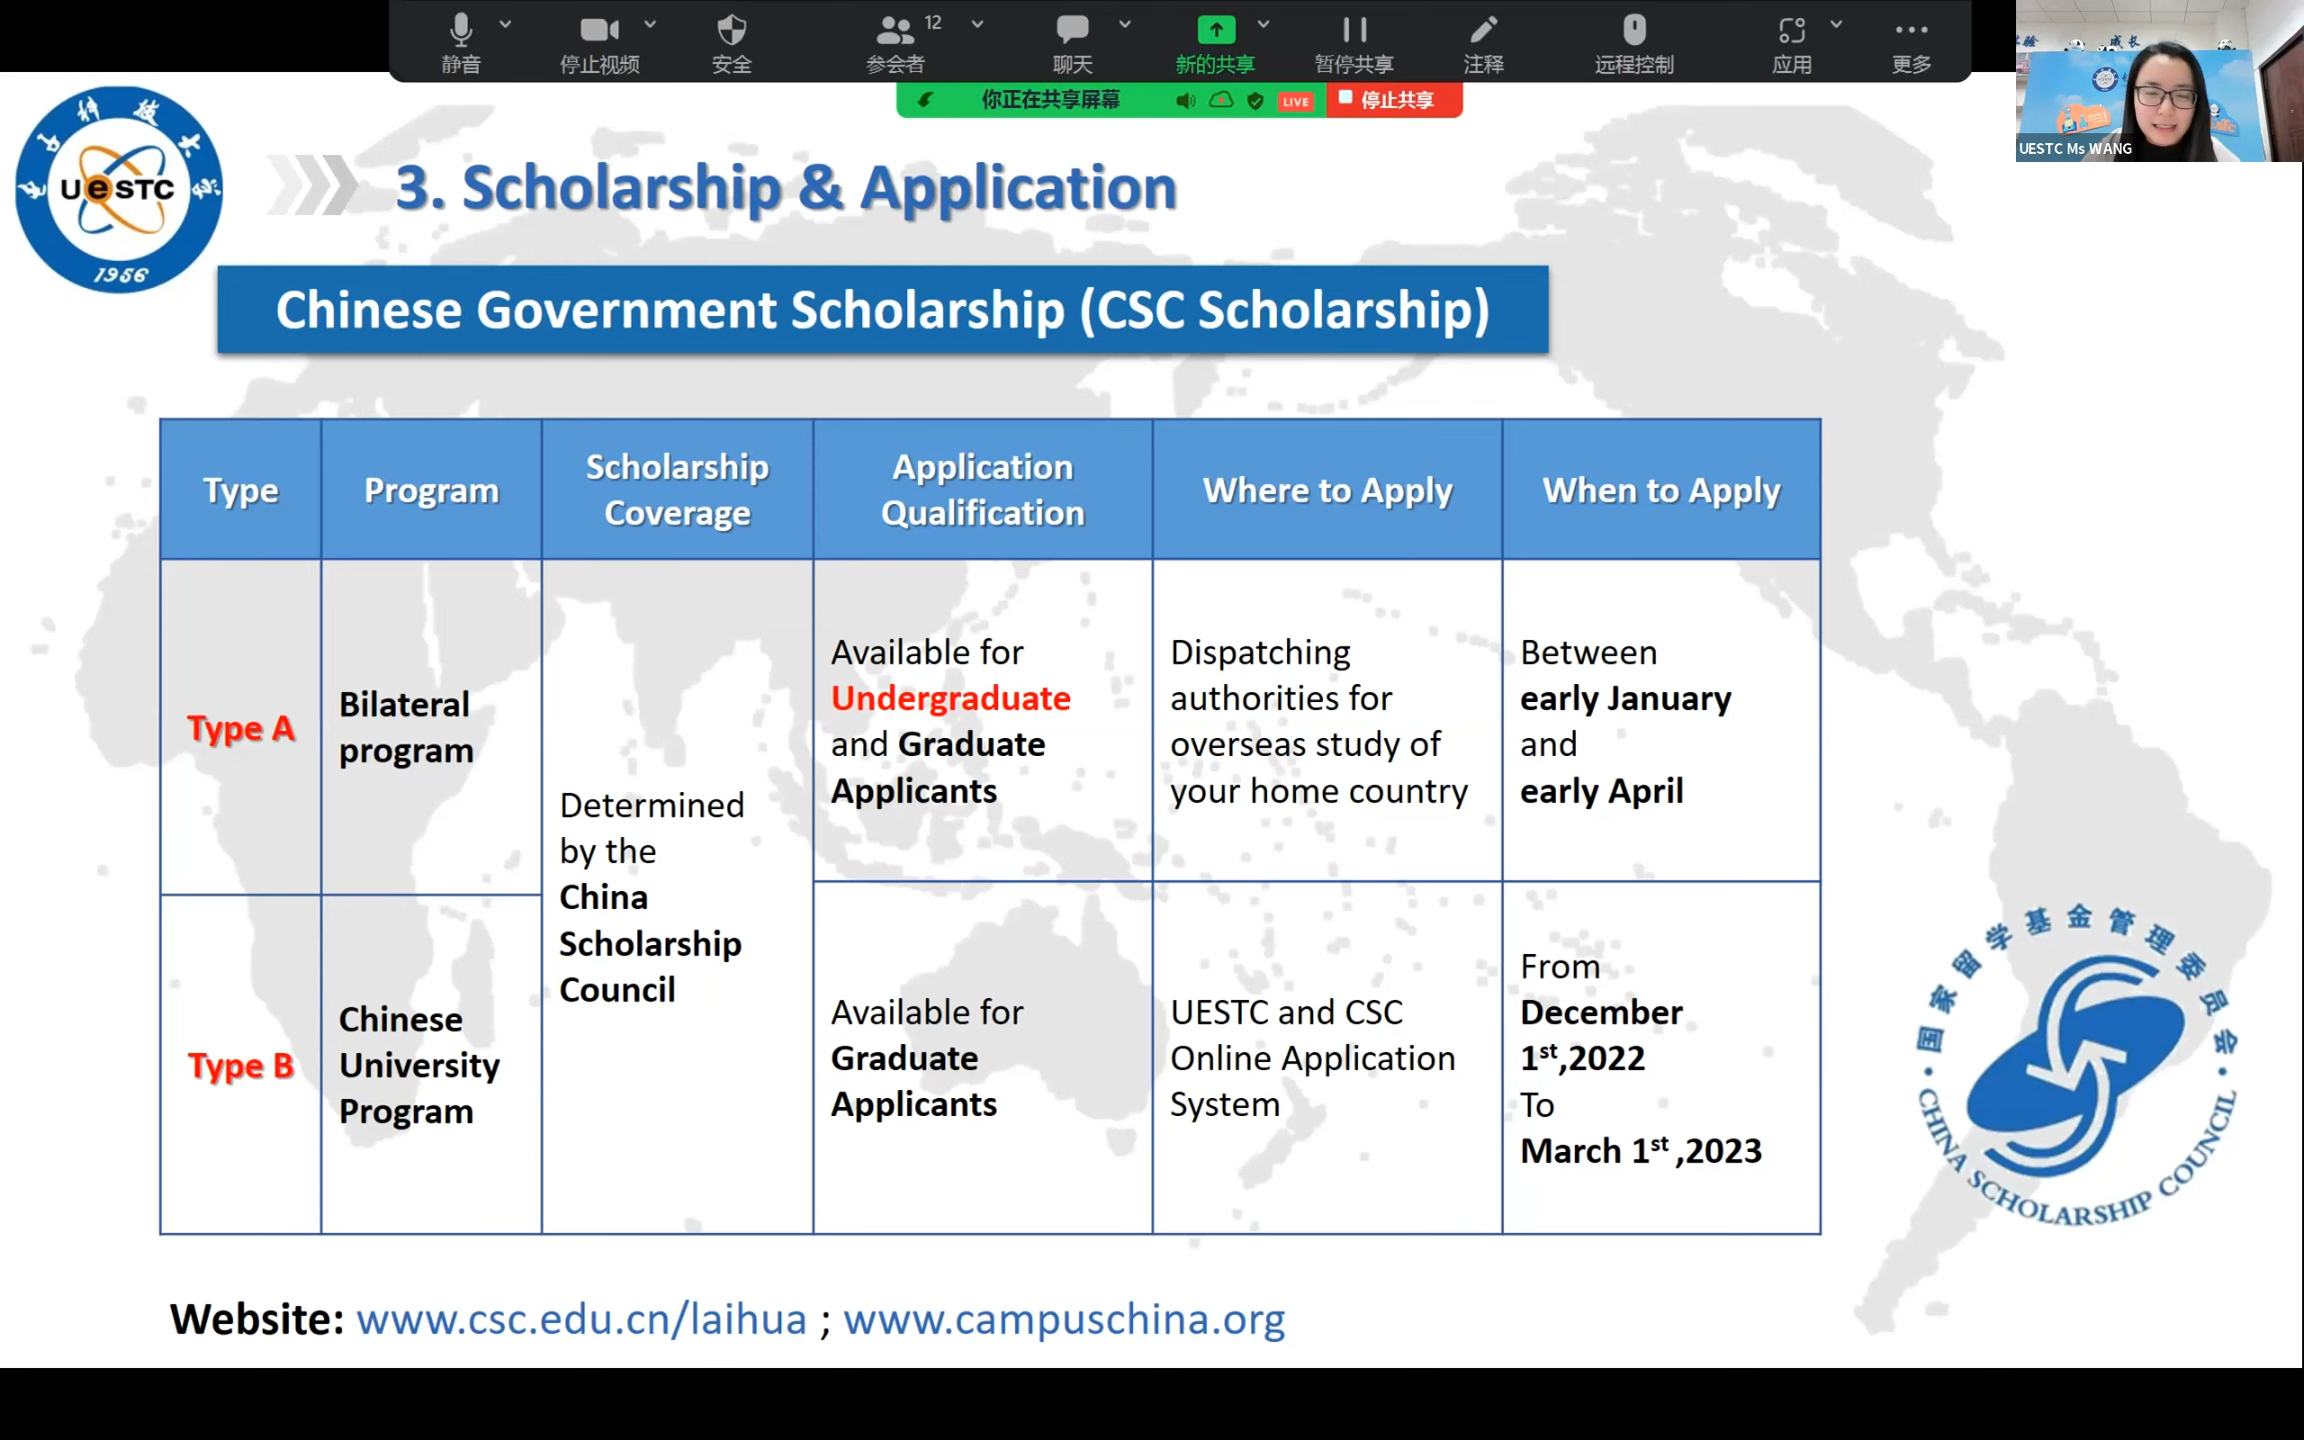 静音
停止视频
安全
参会者
12
聊天
新的共享
暂停共享
注释
远程控制
应用
更多
你正在共享屏幕
LIVE
停止共享
UESTC Ms WANG
UESTC
1956
3. Scholarship & Application
Chinese Government Scholarship (CSC Scholarship)
Type
Program
Scholarship
Coverage
Application
Qualification
Where to Apply
When to Apply
Type A
Bilateral
program
Determined
by the
China
Scholarship
Council
Available for
Undergraduate
and Graduate
Applicants
Dispatching
authorities for
overseas study of
your home country
Between
early January
and
early April
Type B
Chinese
University
Program
Available for
Graduate
Applicants
UESTC and CSC
Online Application
System
From
December
1st,2022
To
March 1st ,2023
国家留学基金管理委员会
CHINA SCHOLARSHIP COUNCIL
Website: www.csc.edu.cn/laihua ; www.campuschina.org